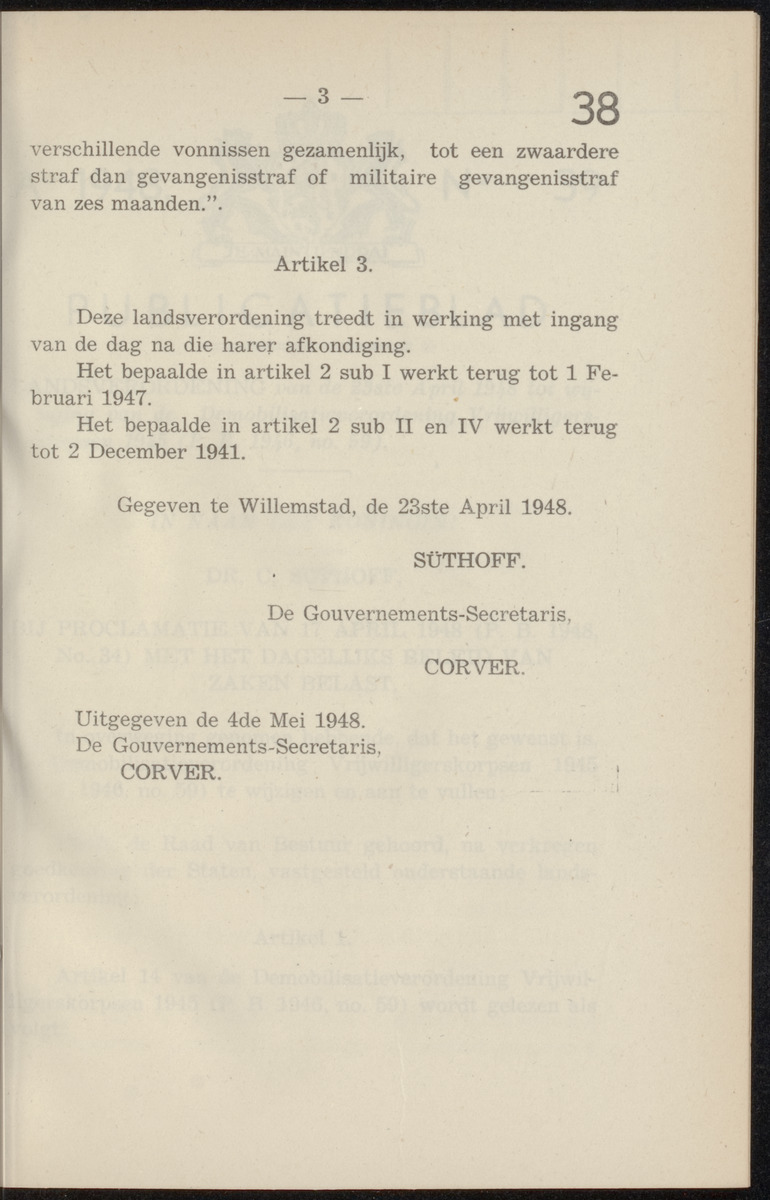 — 3 —
38
verschillende vonnissen gezamenlijk, tot een zwaardere
straf dan gevangenisstraf of militaire gevangenisstraf
van zes maanden.”.
Artikel 3.
Deze landsverordening treedt in werking met ingang
van de dag na die harer afkondiging.
Het bepaalde in artikel 2 sub I werkt terug tot 1 Fe-
bruari 1947.
Het bepaalde in artikel 2 sub II en IV werkt terug
tot 2 December 1941.
Gegeven te Willemstad, de 23ste April 1948.
SÜTHOFF.
De Gouvernements-Secretaris,
CORVER.
Uitgegeven de 4de Mei 1948.
De Gouvernements-Secretaris,
CORVER.